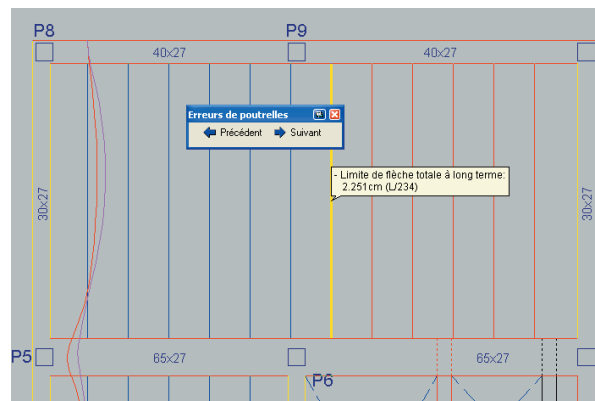 P8
P9
40x27
40x27
Erreurs de poutrelles
Précédent
Suivant
- Limite de flèche totale à long terme:
2.251cm (L/234)
30x27
30x27
P5
65x27
65x27
P6